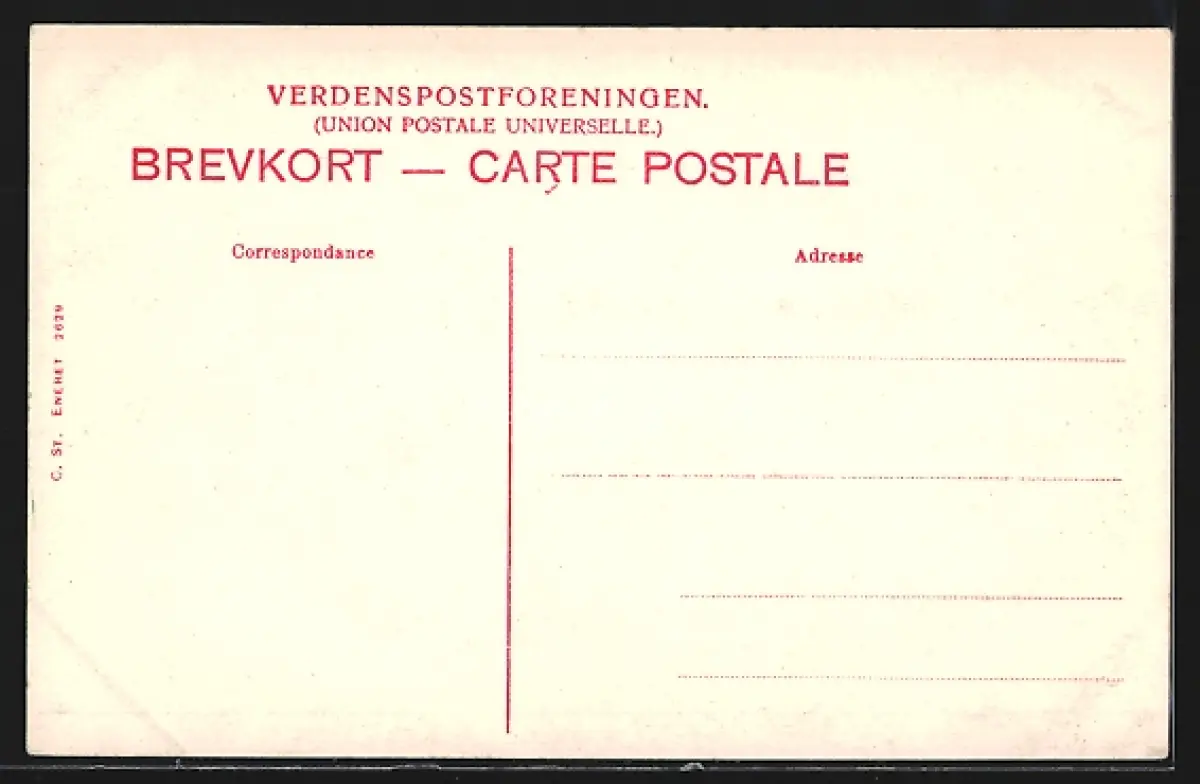 VERDENSPOSTFORENINGEN.
(UNION POSTALE UNIVERSELLE.)
BREVKORT — CARTE POSTALE
Correspondance
Adresse
C. ST. ENERET 2629